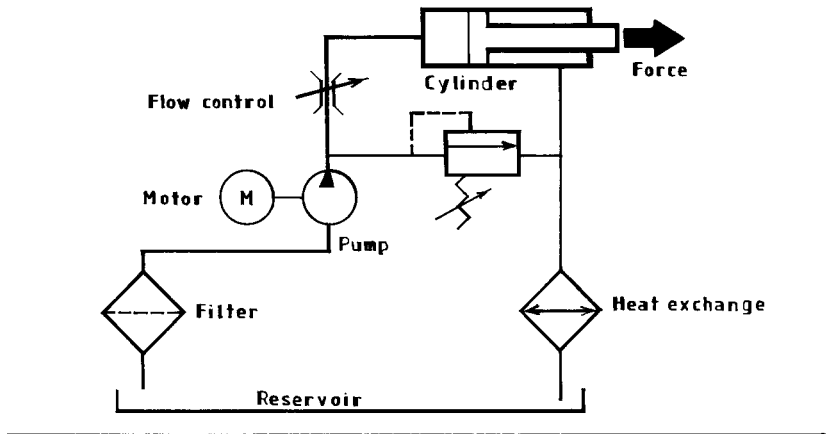 Cylinder
Force
Flow control
Motor
M
Pump
Filter
Heat exchange
Reservoir